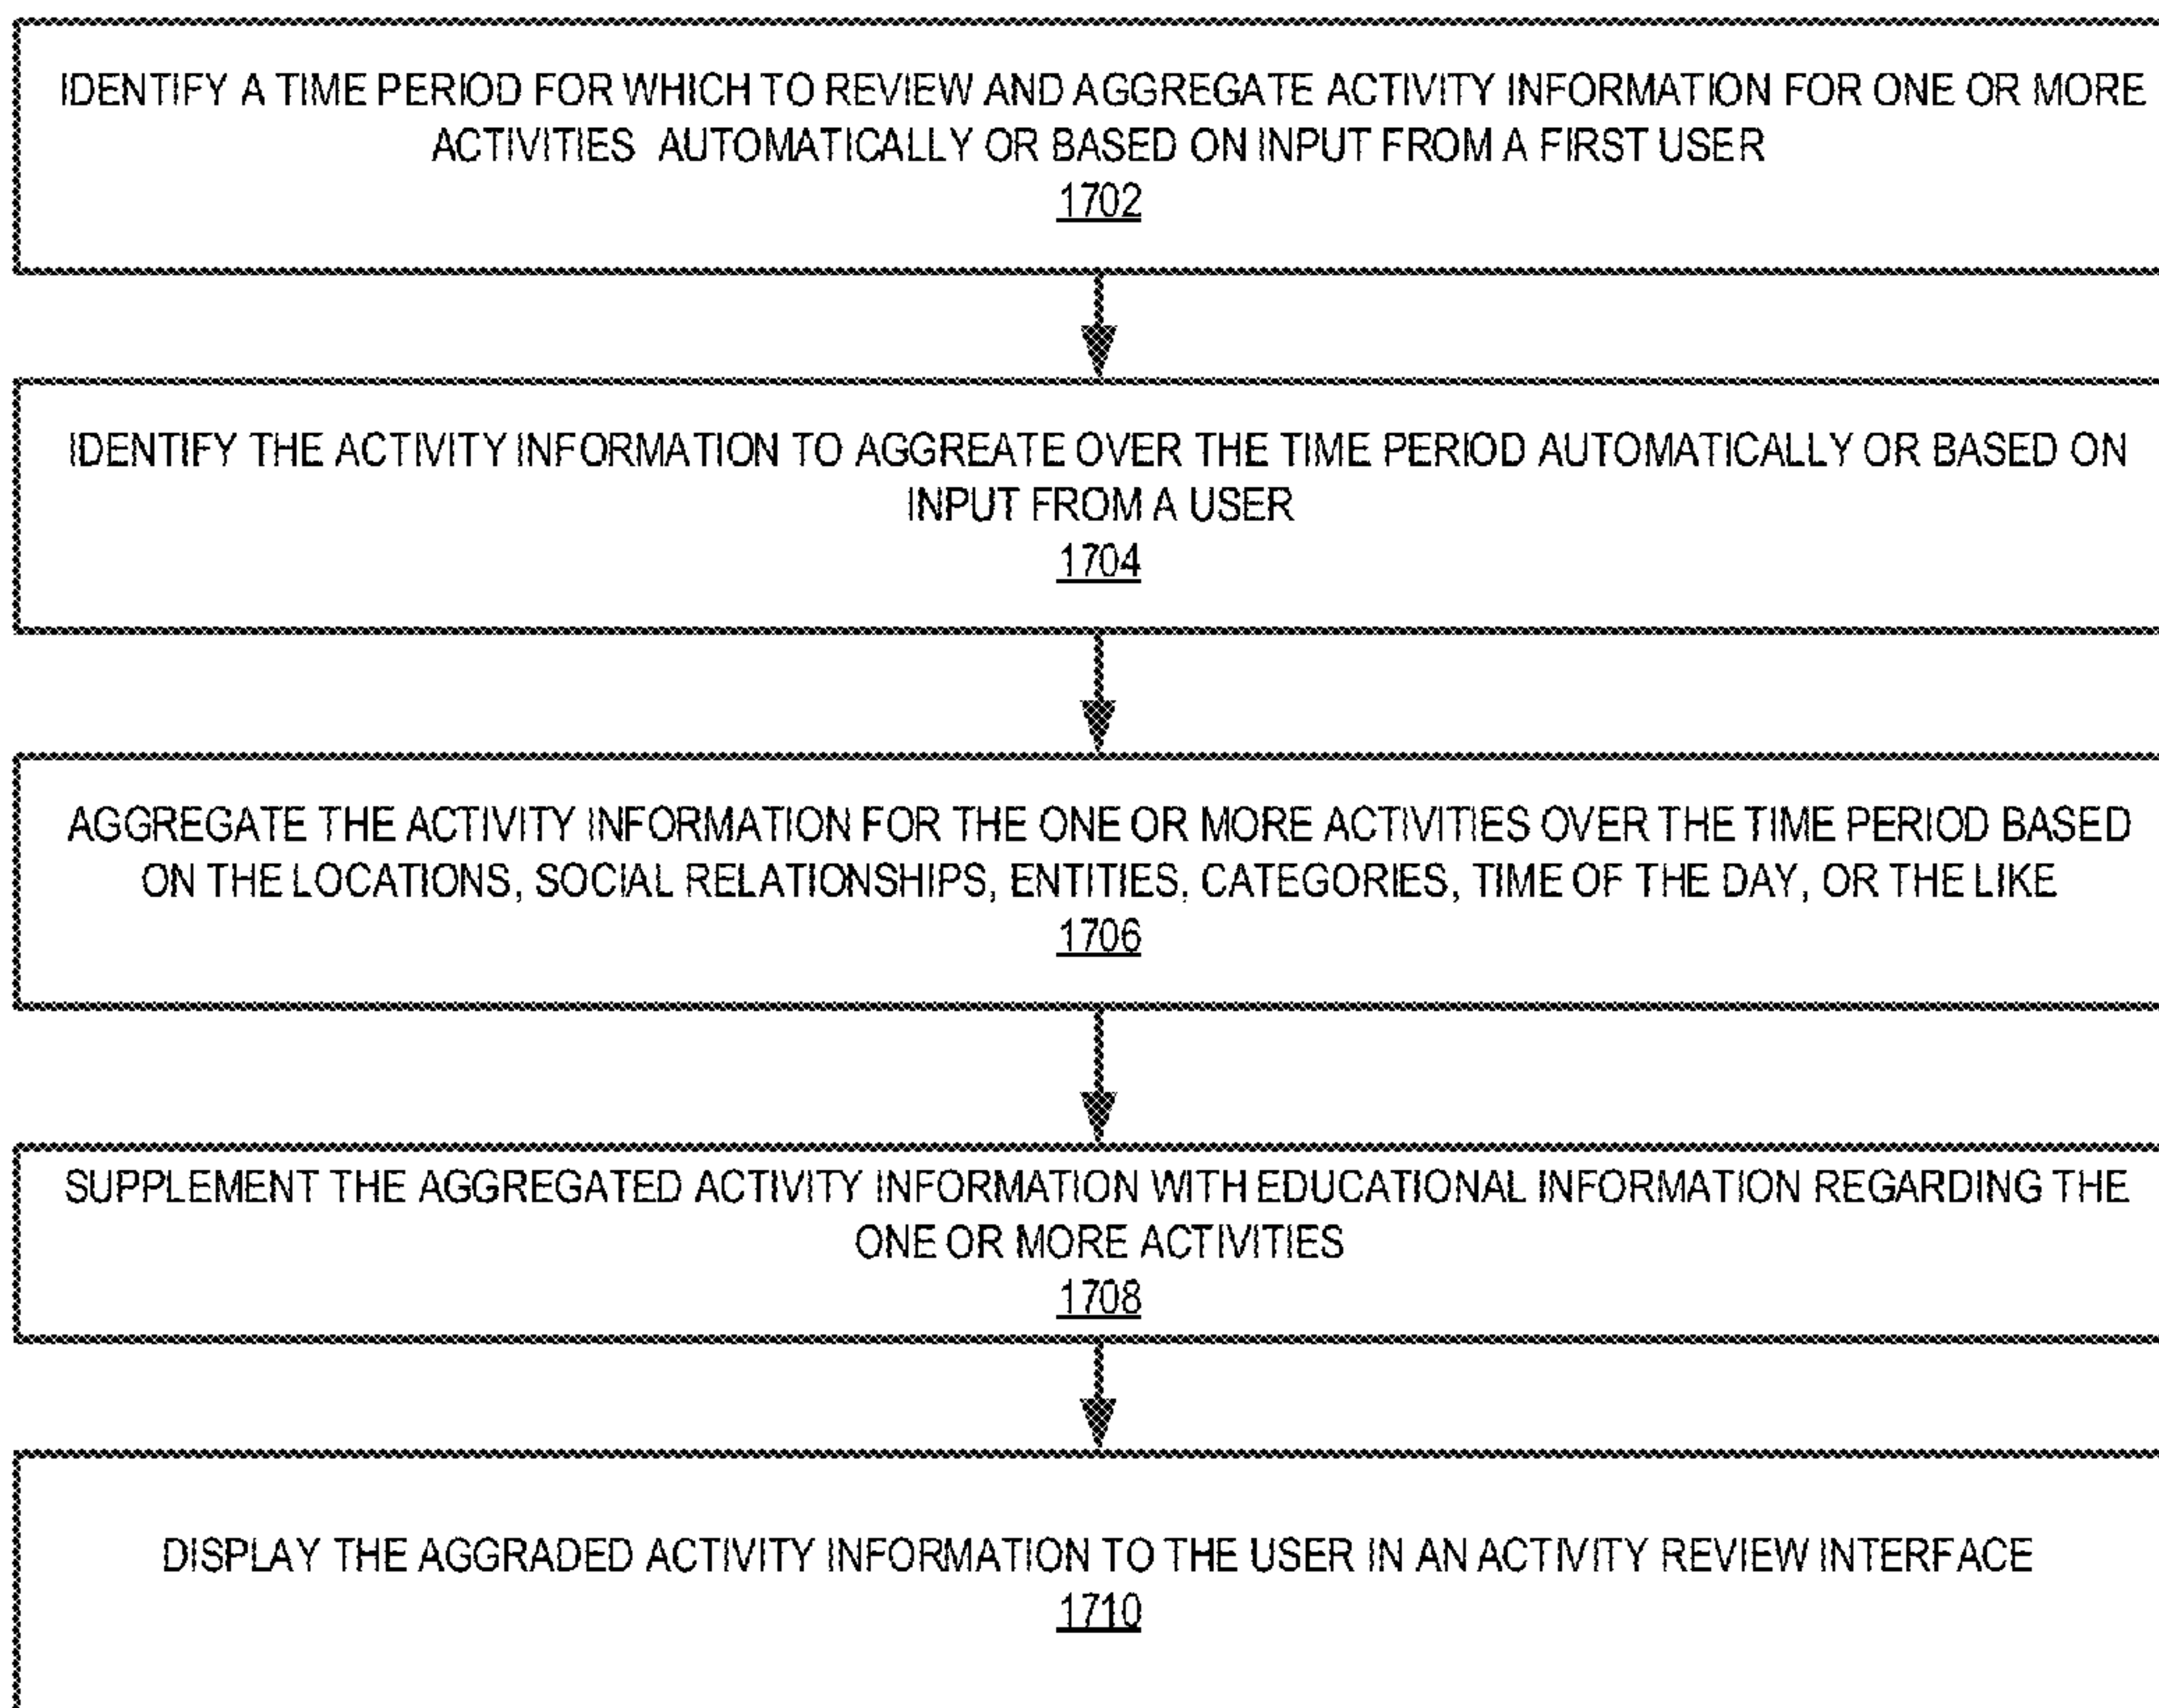 IDENTIFY A TIME PERIOD FOR WHICH TO REVIEW AND AGGREGATE ACTIVITY INFORMATION FOR ONE OR MORE
ACTIVITIES AUTOMATICALLY OR BASED ON INPUT FROM A FIRST USER
1702
IDENTIFY THE ACTIVITY INFORMATION TO AGGREATE OVER THE TIME PERIOD AUTOMATICALLY OR BASED ON
INPUT FROM A USER
1704
AGGREGATE THE ACTIVITY INFORMATION FOR THE ONE OR MORE ACTIVITIES OVER THE TIME PERIOD BASED
ON THE LOCATIONS, SOCIAL RELATIONSHIPS, ENTITIES, CATEGORIES, TIME OF THE DAY, OR THE LIKE
1706
SUPPLEMENT THE AGGREGATED ACTIVITY INFORMATION WITH EDUCATIONAL INFORMATION REGARDING THE
ONE OR MORE ACTIVITIES
1708
DISPLAY THE AGGRADED ACTIVITY INFORMATION TO THE USER IN AN ACTIVITY REVIEW INTERFACE
1710